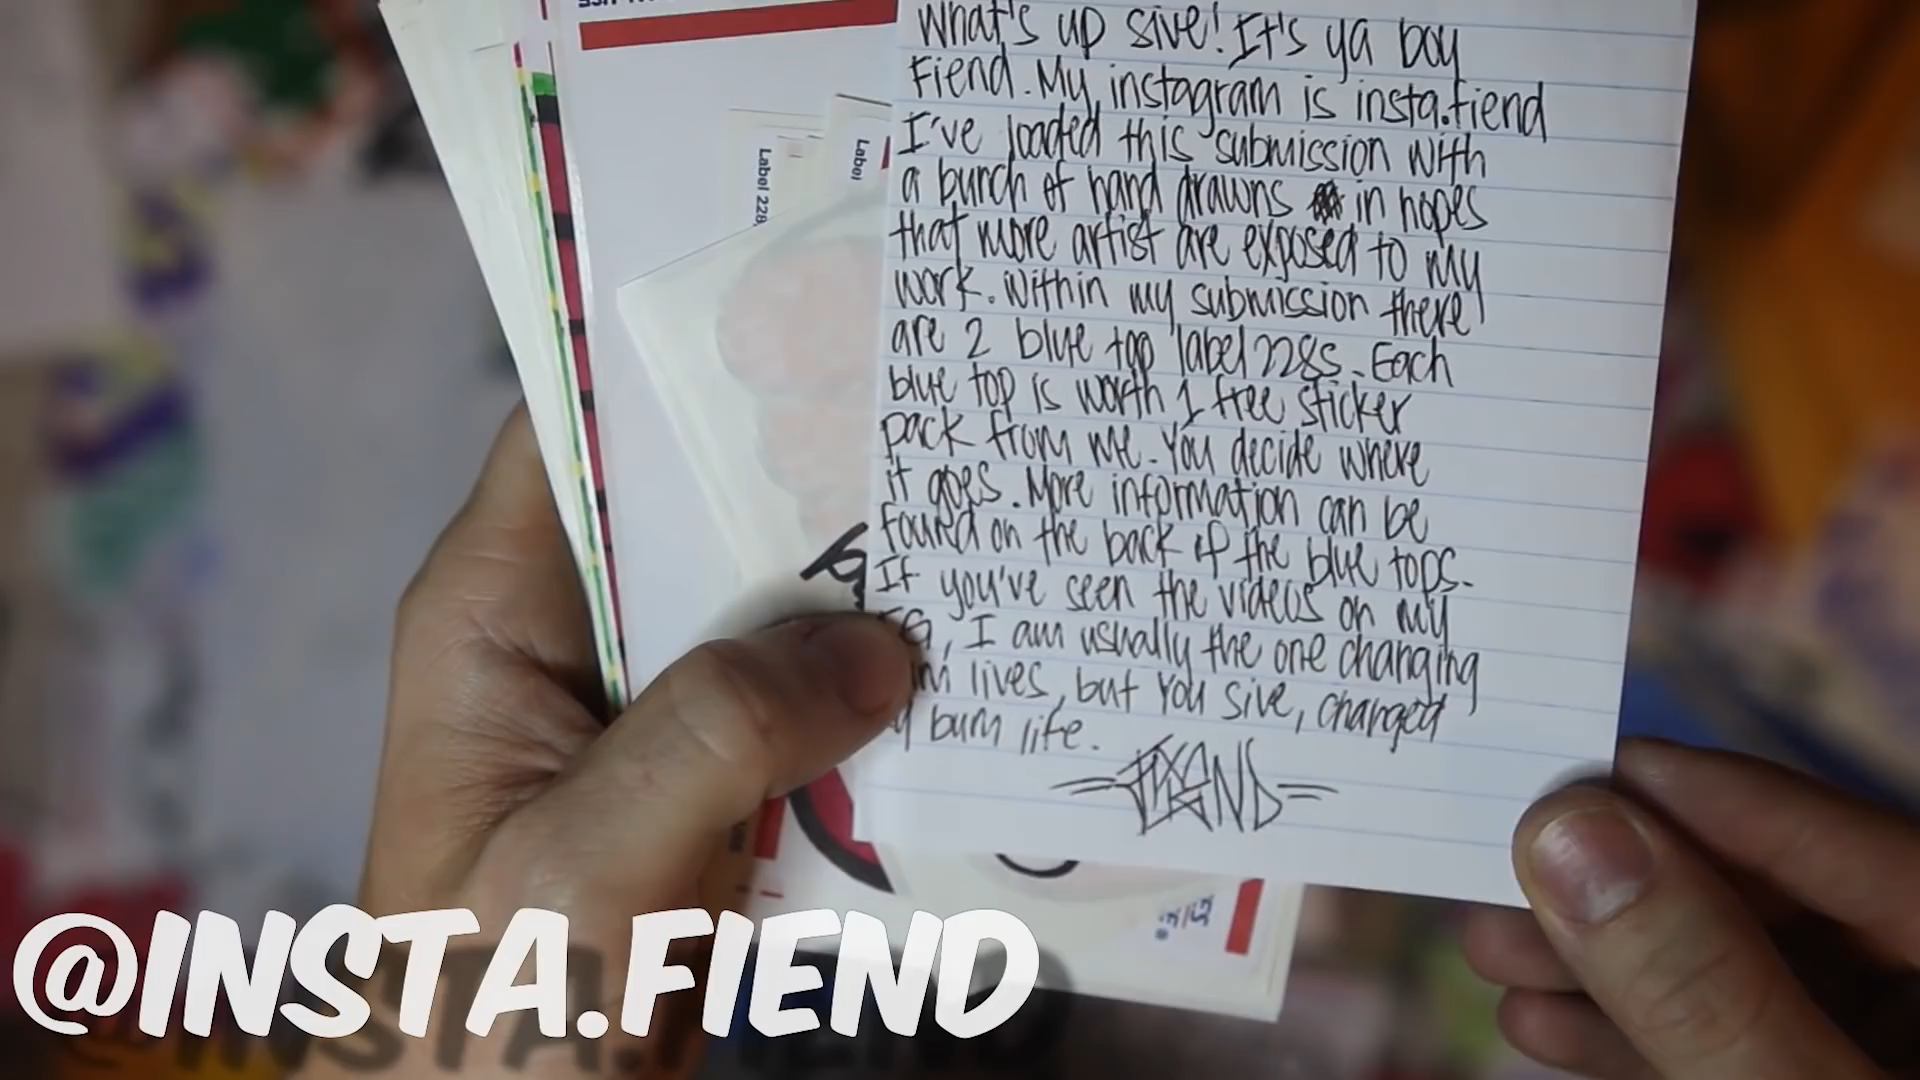 What's up sive! It's ya boy
Fiend. My instagram is insta.fiend
I've loaded this submission with
a bunch of hand drawns in hopes
that more artist are exposed to my
work. Within my submission there
are 2 blue top label 228s. Each
blue top is worth 1 free sticker
pack from me. You decide where
it goes. More information can be
found on the back of the blue tops.
If you've seen the videos on my
IG, I am usually the one changing
lives, but You sive, changed
bum life.
FIEND
Label 228
Label
@INSTA.FIEND